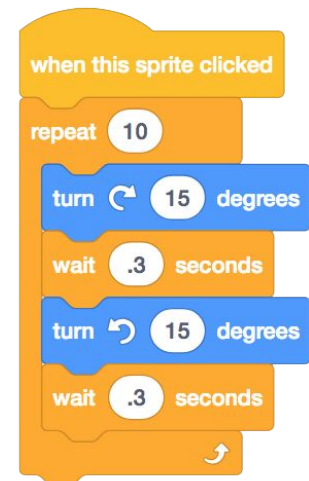 when this sprite clicked
repeat 10
turn 15 degrees
wait .3 seconds
turn 15 degrees
wait .3 seconds